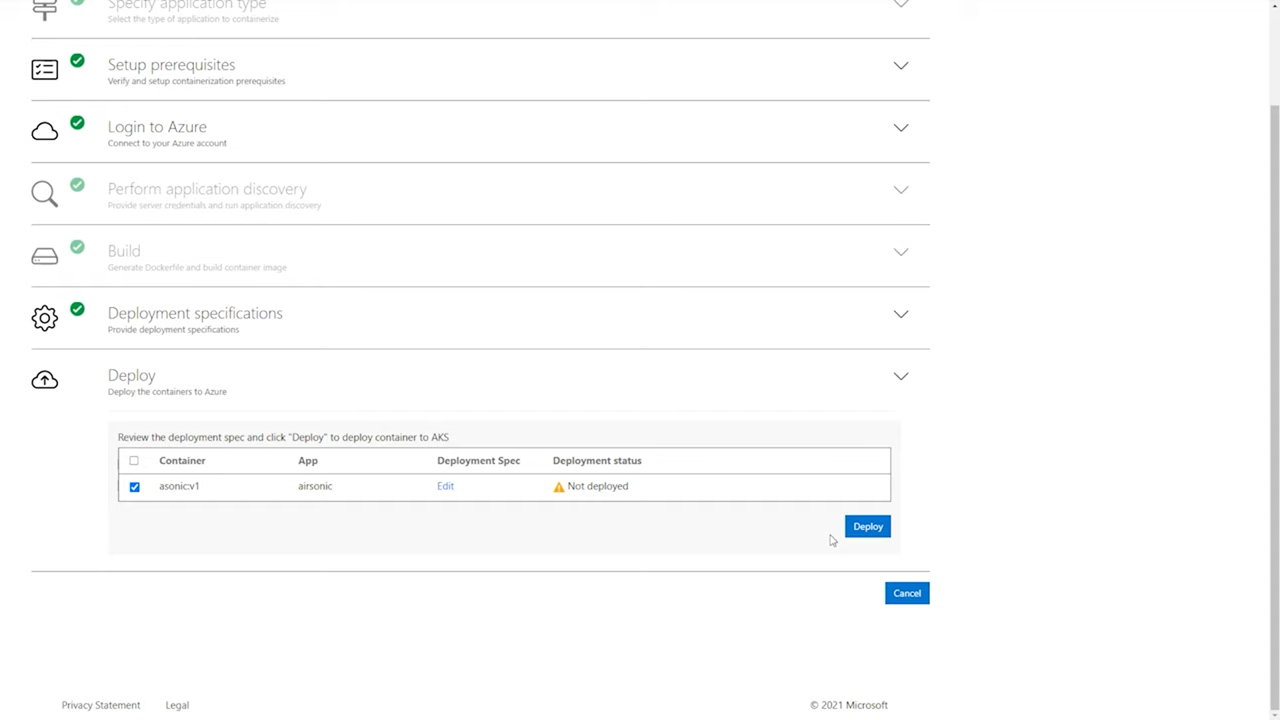 Specify application type
Select the type of application to containerize
Setup prerequisites
Verify and setup containerization prerequisites
Login to Azure
Connect to your Azure account
Perform application discovery
Provide server credentials and run application discovery
Build
Generate Dockerfile and build container image
Deployment specifications
Provide deployment specifications
Deploy
Deploy the containers to Azure
Review the deployment spec and click "Deploy" to deploy container to AKS
Container App Deployment Spec Deployment status
asonic:v1 airsonic Edit Not deployed
Deploy
Cancel
Privacy Statement Legal © 2021 Microsoft